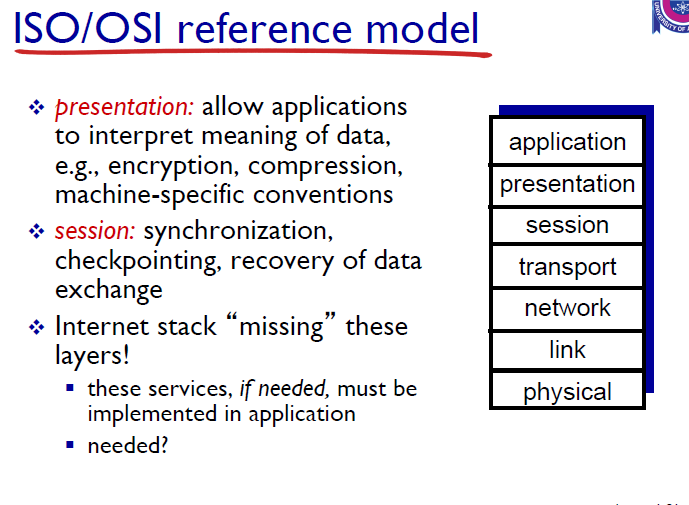 ISO/OSI reference model
❖ presentation: allow applications
to interpret meaning of data,
e.g., encryption, compression,
machine-specific conventions
❖ session: synchronization,
checkpointing, recovery of data
exchange
❖ Internet stack “missing” these
layers!
▪ these services, if needed, must be
implemented in application
▪ needed?
application
presentation
session
transport
network
link
physical